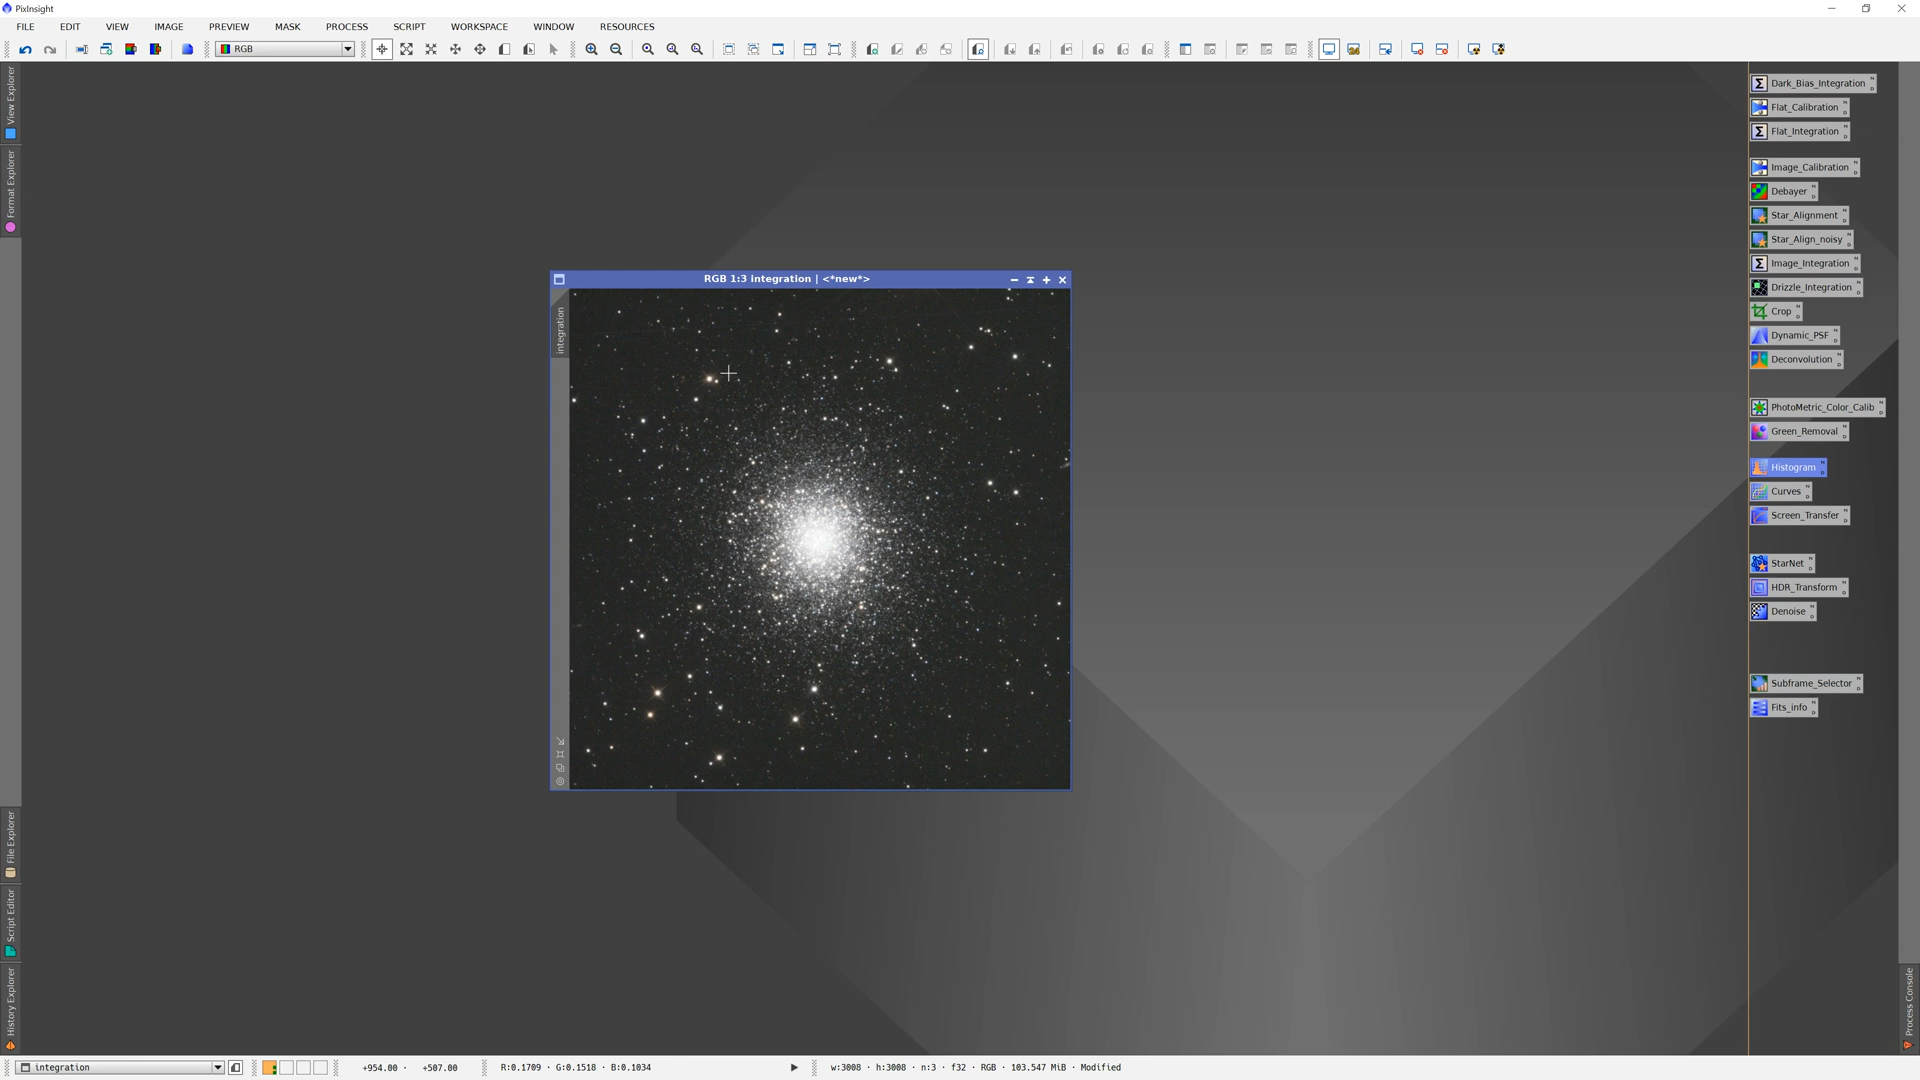 PixInsight
FILE EDIT VIEW IMAGE PREVIEW MASK PROCESS SCRIPT WORKSPACE WINDOW RESOURCES
RGB
View Explorer
Format Explorer
File Explorer
Script Editor
History Explorer
RGB 1:3 integration | <*new*>
integration
Dark_Bias_Integration
Flat_Calibration
Flat_Integration
Image_Calibration
Debayer
Star_Alignment
Star_Align_noisy
Image_Integration
Drizzle_Integration
Crop
Dynamic_PSF
Deconvolution
PhotoMetric_Color_Calib
Green_Removal
Histogram
Curves
Screen_Transfer
StarNet
HDR_Transform
Denoise
Subframe_Selector
Fits_info
Process Console
integration
+954.00 · +507.00
R:0.1709 · G:0.1518 · B:0.1034
w:3008 · h:3008 · n:3 · f32 · RGB · 103.547 MiB · Modified